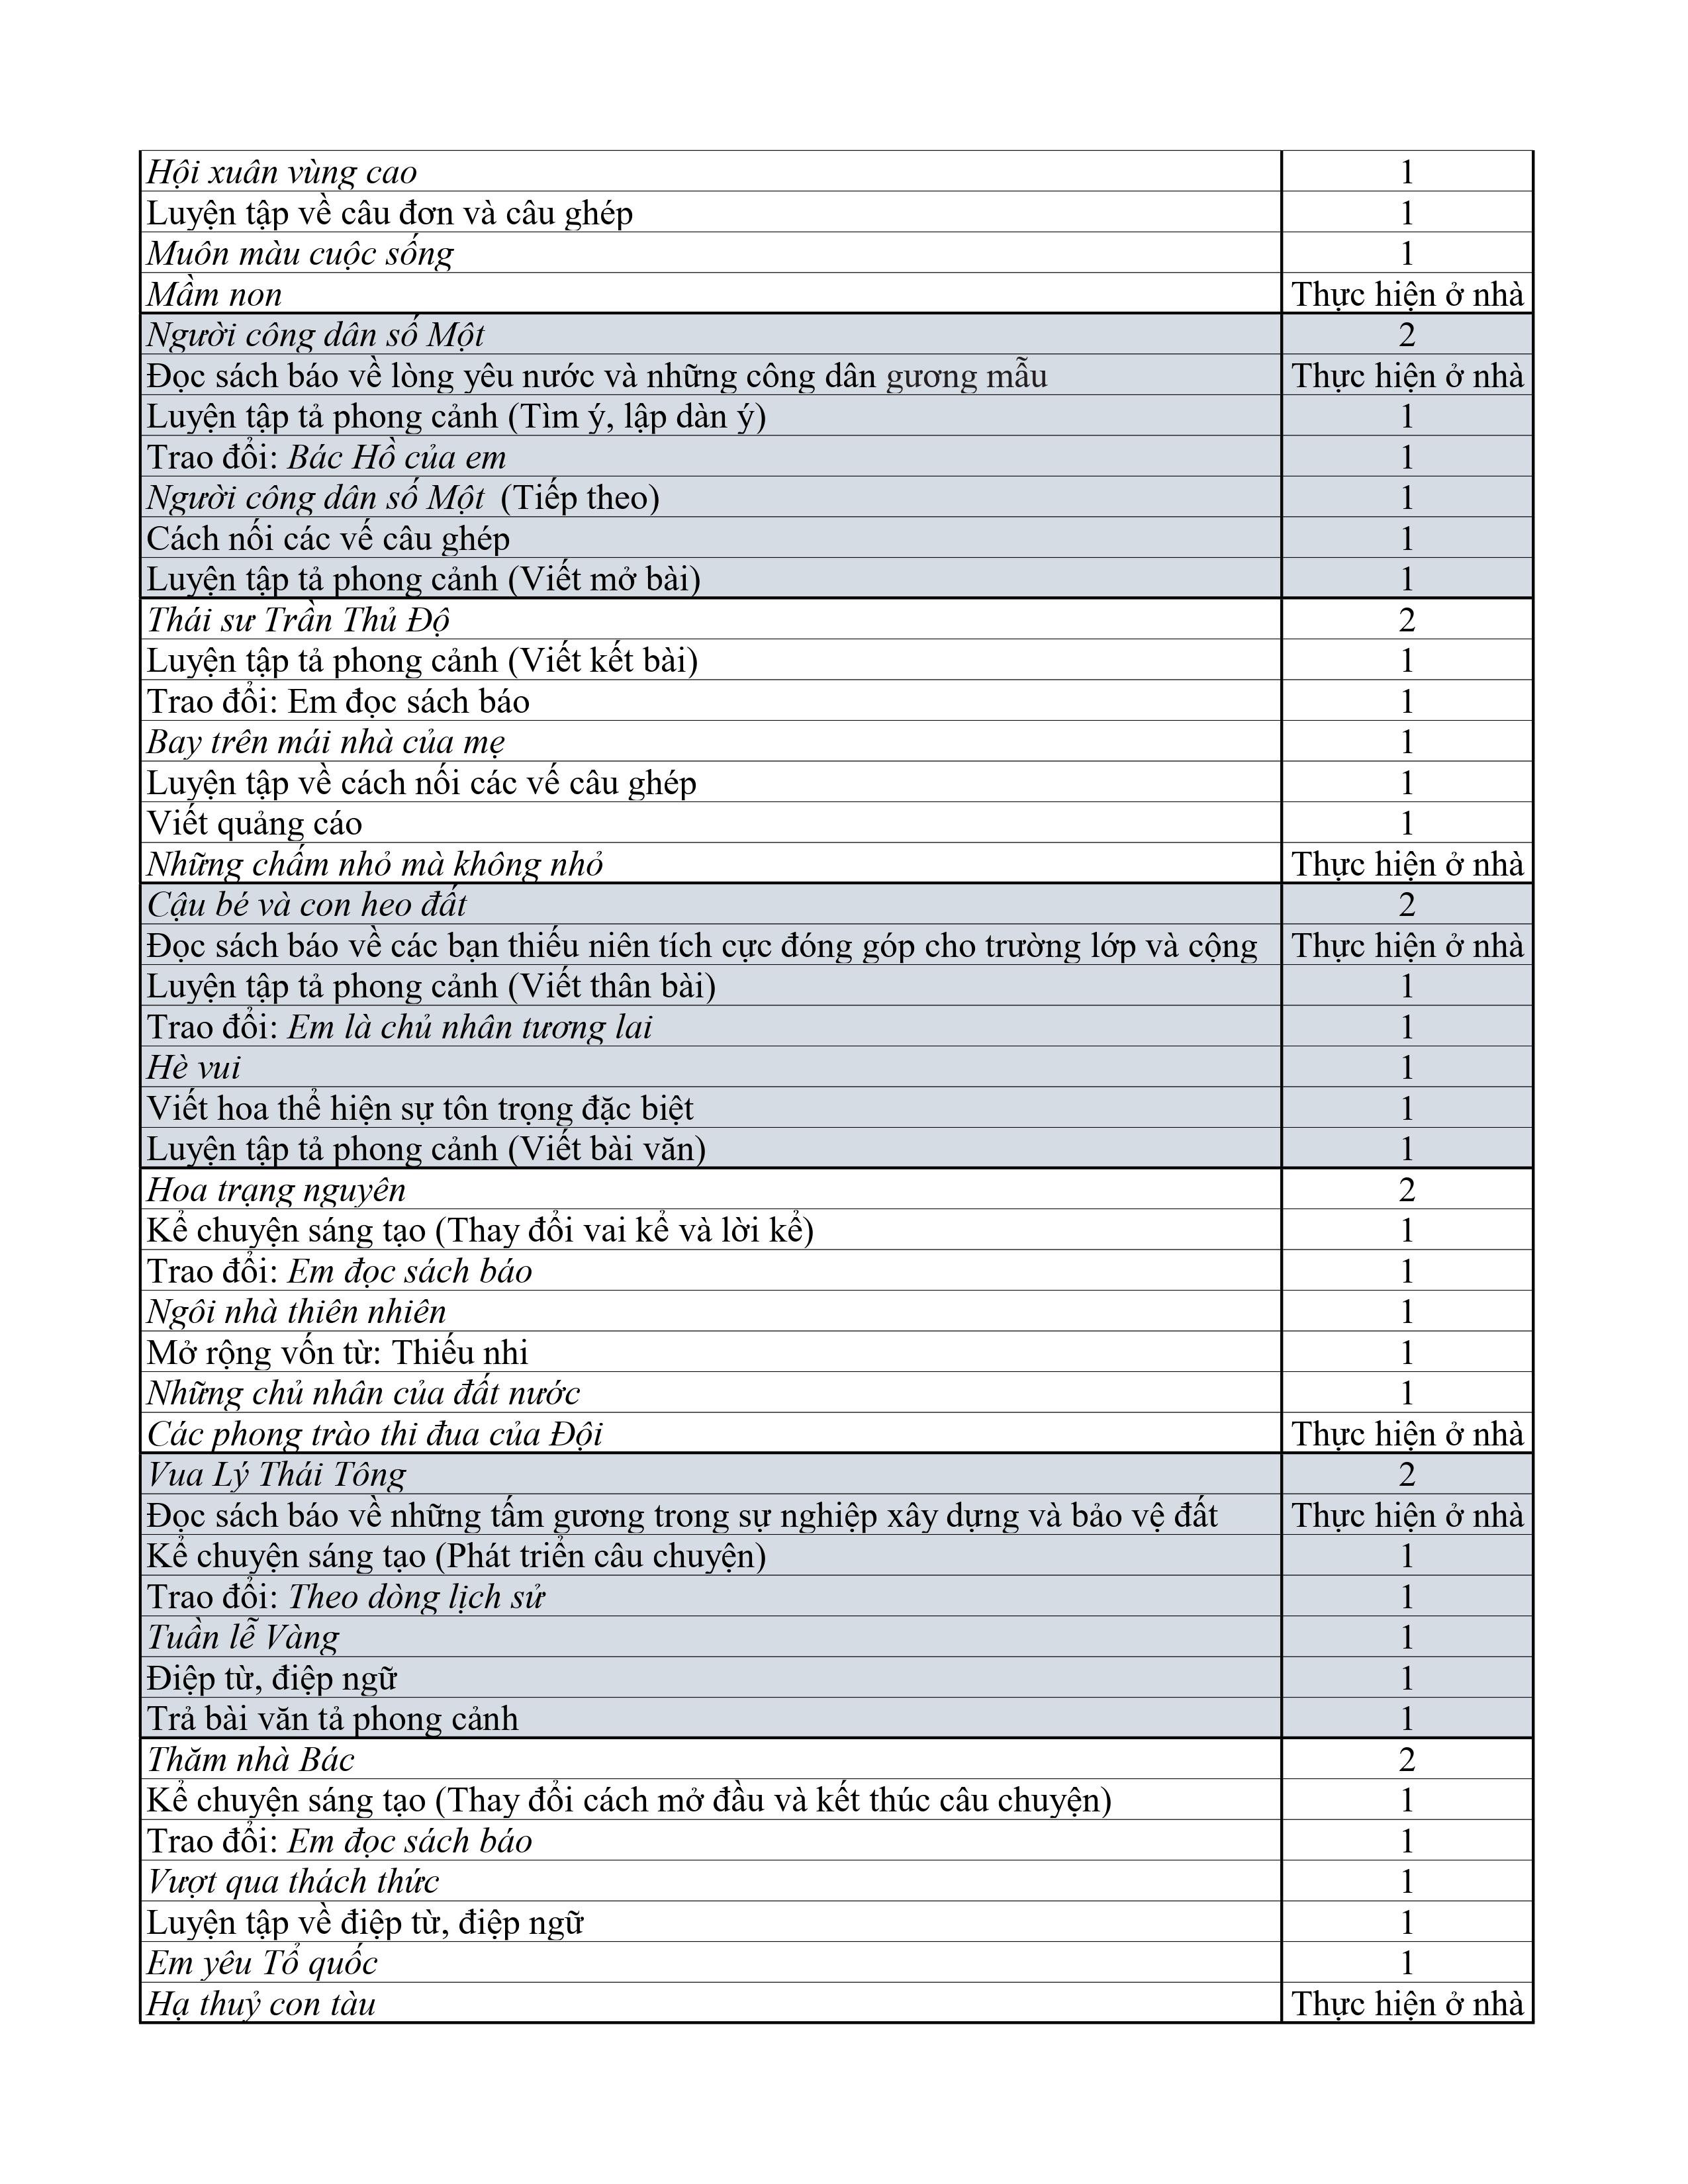 Hội xuân vùng cao 1
Luyện tập về câu đơn và câu ghép 1
Muôn màu cuộc sống 1
Mầm non Thực hiện ở nhà
Người công dân số Một 2
Đọc sách báo về lòng yêu nước và những công dân gương mẫu Thực hiện ở nhà
Luyện tập tả phong cảnh (Tìm ý, lập dàn ý) 1
Trao đổi: Bác Hồ của em 1
Người công dân số Một (Tiếp theo) 1
Cách nối các vế câu ghép 1
Luyện tập tả phong cảnh (Viết mở bài) 1
Thái sư Trần Thủ Độ 2
Luyện tập tả phong cảnh (Viết kết bài) 1
Trao đổi: Em đọc sách báo 1
Bay trên mái nhà của mẹ 1
Luyện tập về cách nối các vế câu ghép 1
Viết quảng cáo 1
Những chấm nhỏ mà không nhỏ Thực hiện ở nhà
Cậu bé và con heo đất 2
Đọc sách báo về các bạn thiếu niên tích cực đóng góp cho trường lớp và cộng Thực hiện ở nhà
Luyện tập tả phong cảnh (Viết thân bài) 1
Trao đổi: Em là chủ nhân tương lai 1
Hè vui 1
Viết hoa thể hiện sự tôn trọng đặc biệt 1
Luyện tập tả phong cảnh (Viết bài văn) 1
Hoa trạng nguyên 2
Kể chuyện sáng tạo (Thay đổi vai kể và lời kể) 1
Trao đổi: Em đọc sách báo 1
Ngôi nhà thiên nhiên 1
Mở rộng vốn từ: Thiếu nhi 1
Những chủ nhân của đất nước 1
Các phong trào thi đua của Đội Thực hiện ở nhà
Vua Lý Thái Tông 2
Đọc sách báo về những tấm gương trong sự nghiệp xây dựng và bảo vệ đất Thực hiện ở nhà
Kể chuyện sáng tạo (Phát triển câu chuyện) 1
Trao đổi: Theo dòng lịch sử 1
Tuần lễ Vàng 1
Điệp từ, điệp ngữ 1
Trả bài văn tả phong cảnh 1
Thăm nhà Bác 2
Kể chuyện sáng tạo (Thay đổi cách mở đầu và kết thúc câu chuyện) 1
Trao đổi: Em đọc sách báo 1
Vượt qua thách thức 1
Luyện tập về điệp từ, điệp ngữ 1
Em yêu Tổ quốc 1
Hạ thuỷ con tàu Thực hiện ở nhà